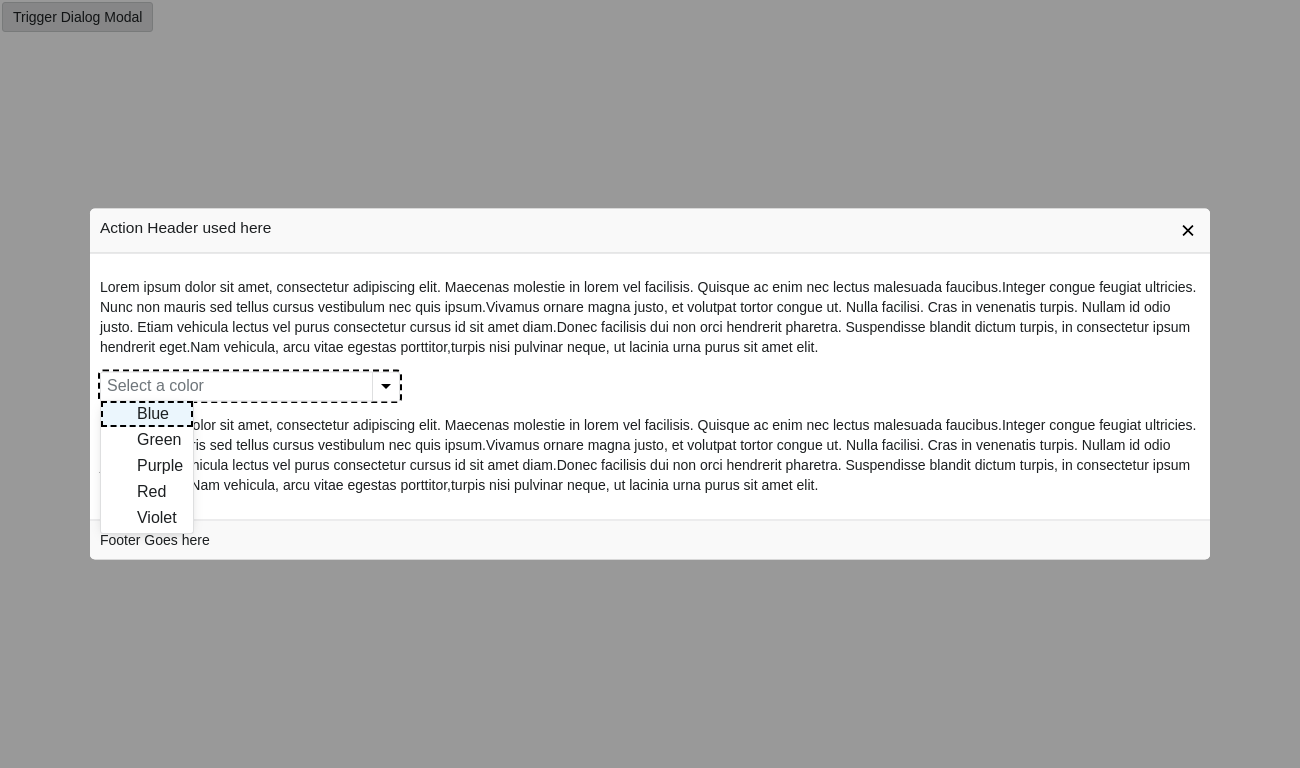 Trigger Dialog Modal
Action Header used here
Lorem ipsum dolor sit amet, consectetur adipiscing elit. Maecenas molestie in lorem vel facilisis. Quisque ac enim nec lectus malesuada faucibus.Integer congue feugiat ultricies.
Nunc non mauris sed tellus cursus vestibulum nec quis ipsum.Vivamus ornare magna justo, et volutpat tortor congue ut. Nulla facilisi. Cras in venenatis turpis. Nullam id odio
justo. Etiam vehicula lectus vel purus consectetur cursus id sit amet diam.Donec facilisis dui non orci hendrerit pharetra. Suspendisse blandit dictum turpis, in consectetur ipsum
hendrerit eget.Nam vehicula, arcu vitae egestas porttitor,turpis nisi pulvinar neque, ut lacinia urna purus sit amet elit.
Select a color
Blue
Green
Purple
Red
Violet
sit amet, consectetur adipiscing elit. Maecenas molestie in lorem vel facilisis. Quisque ac enim nec lectus malesuada faucibus.Integer congue feugiat ultricies.
sed tellus cursus vestibulum nec quis ipsum.Vivamus ornare magna justo, et volutpat tortor congue ut. Nulla facilisi. Cras in venenatis turpis. Nullam id odio
lectus vel purus consectetur cursus id sit amet diam.Donec facilisis dui non orci hendrerit pharetra. Suspendisse blandit dictum turpis, in consectetur ipsum
Nam vehicula, arcu vitae egestas porttitor,turpis nisi pulvinar neque, ut lacinia urna purus sit amet elit.
Footer Goes here